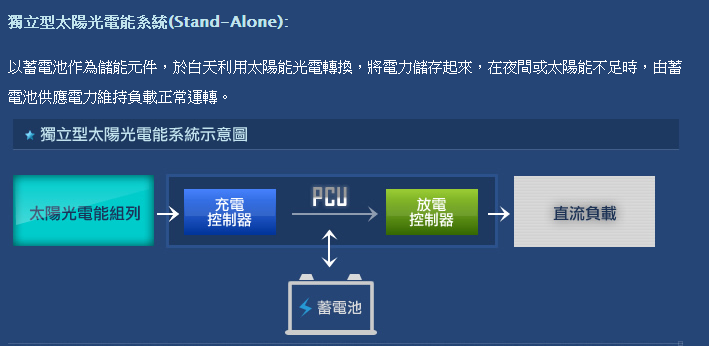 獨立型太陽光電能系統(Stand-Alone):
以蓄電池作為儲能元件，於白天利用太陽能光電轉換，將電力儲存起來，在夜間或太陽能不足時，由蓄
電池供應電力維持負載正常運轉。
獨立型太陽光電能系統示意圖
太陽光電能組列
充電
控制器
PCU
放電
控制器
直流負載
蓄電池